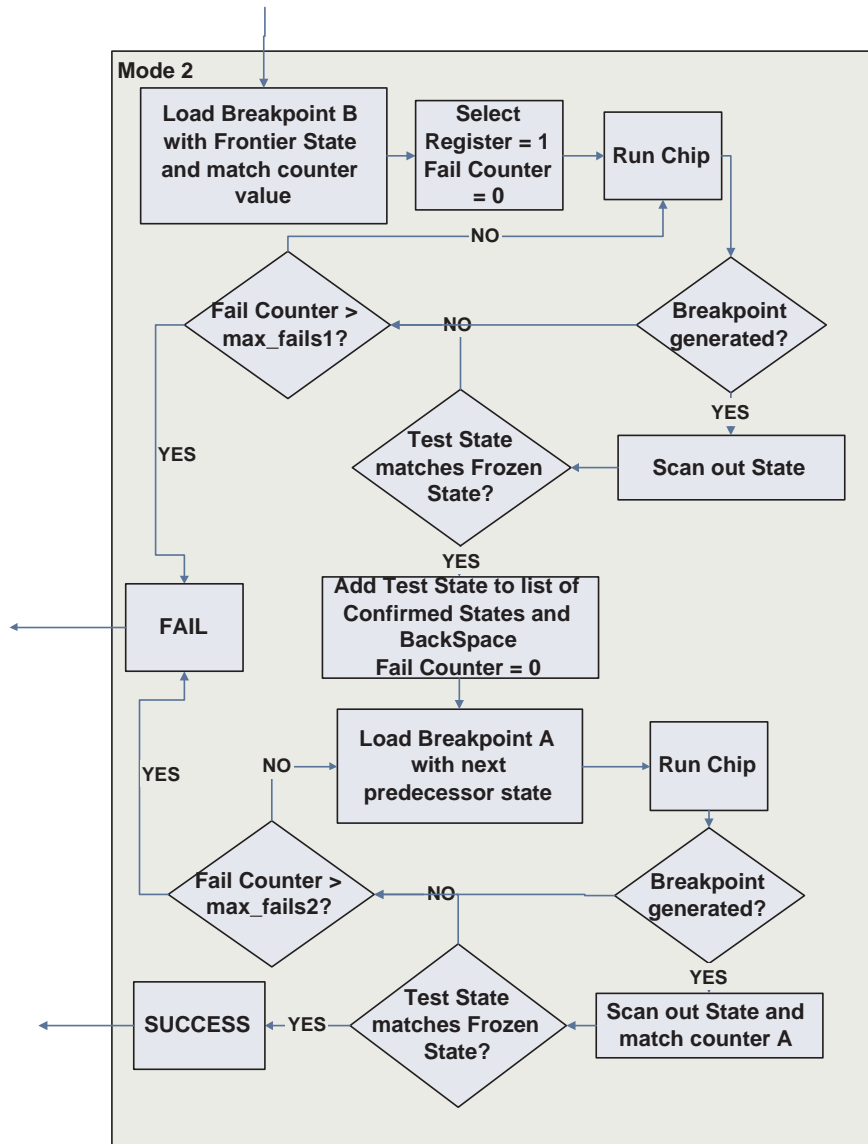 Mode 2
Load Breakpoint B
with Frontier State
and match counter
value
Select
Register = 1
Fail Counter
= 0
Run Chip
NO
Fail Counter >
max_fails1?
NO
Breakpoint
generated?
YES
YES
Test State
matches Frozen
State?
Scan out State
YES
Add Test State to list of
Confirmed States and
BackSpace
Fail Counter = 0
FAIL
Load Breakpoint A
with next
predecessor state
Run Chip
YES
NO
Fail Counter >
max_fails2?
NO
Breakpoint
generated?
YES
SUCCESS
YES
Test State
matches Frozen
State?
Scan out State and
match counter A